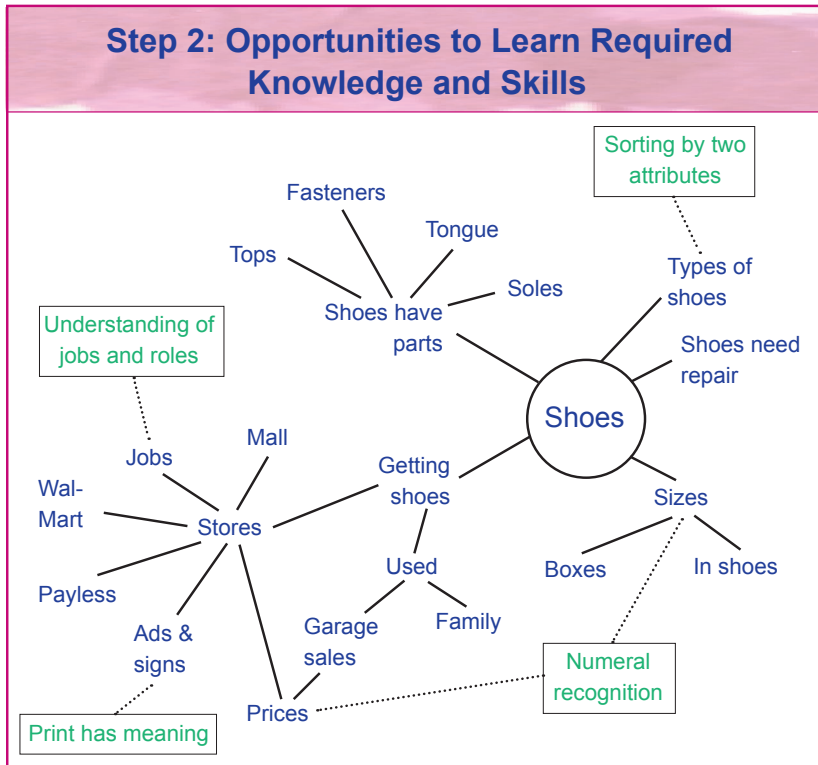 Step 2: Opportunities to Learn Required
Knowledge and Skills
Sorting by two
attributes
Fasteners
Tongue
Tops
Types of
shoes
Soles
Shoes have
parts
Understanding of
jobs and roles
Shoes need
repair
Shoes
Mall
Jobs
Getting
shoes
Wal-
Mart
Sizes
Stores
Used
Boxes
In shoes
Payless
Garage
sales
Family
Ads &
signs
Numeral
recognition
Prices
Print has meaning